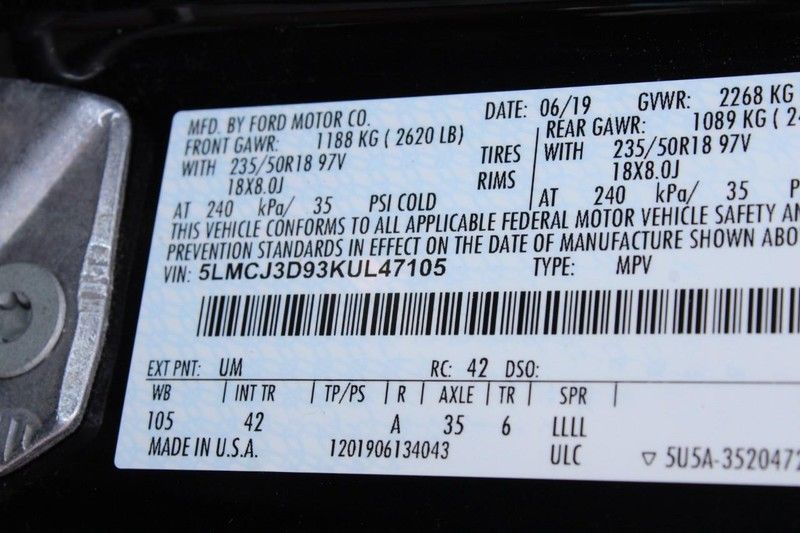 MFD. BY FORD MOTOR CO.
DATE: 06/19 GVWR: 2268 KG
FRONT GAWR: 1188 KG ( 2620 LB)
REAR GAWR: 1089 KG (
WITH 235/50R18 97V TIRES WITH 235/50R18 97V
18X8.0J RIMS 18X8.0J
AT 240 kPa/ 35 PSI COLD AT 240 kPa/ 35
THIS VEHICLE CONFORMS TO ALL APPLICABLE FEDERAL MOTOR VEHICLE SAFETY
PREVENTION STANDARDS IN EFFECT ON THE DATE OF MANUFACTURE SHOWN
VIN: 5LMCJ3D93KUL47105 TYPE: MPV
EXT PNT: UM RC: 42 DSO:
WB | INT TR | TP/PS | R | AXLE | TR | SPR
105 42 A 35 6 LLLL
MADE IN U.S.A. 1201906134043 ULC ▽ 5U5A-3520472